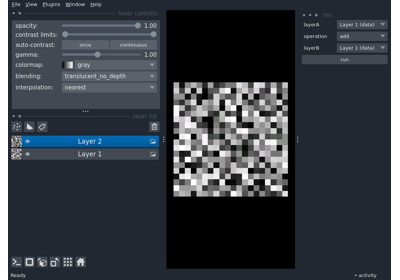 File View Plugins Window Help
layer controls
opacity: 1.00
contrast limits:
auto-contrast: once continuous
gamma: 1.00
colormap: gray
blending: translucent_no_depth
interpolation: nearest
layer list
Layer 2
Layer 1
layerA Layer 1 (data)
operation add
layerB Layer 1 (data)
run
Ready
activity